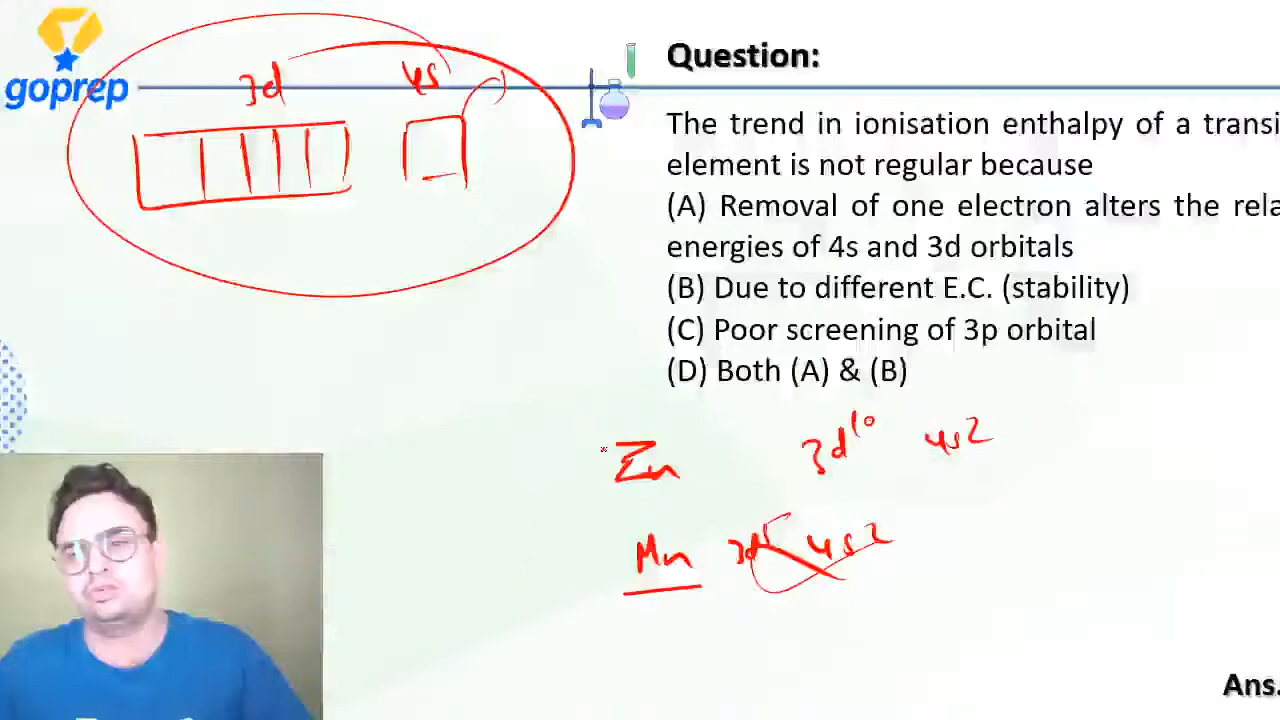 goprep
3d 4s
Question:
The trend in ionisation enthalpy of a transi
element is not regular because
(A) Removal of one electron alters the rela
energies of 4s and 3d orbitals
(B) Due to different E.C. (stability)
(C) Poor screening of 3p orbital
(D) Both (A) & (B)
Zn 3d10 4s2
Mn 3d5 4s2
Ans.